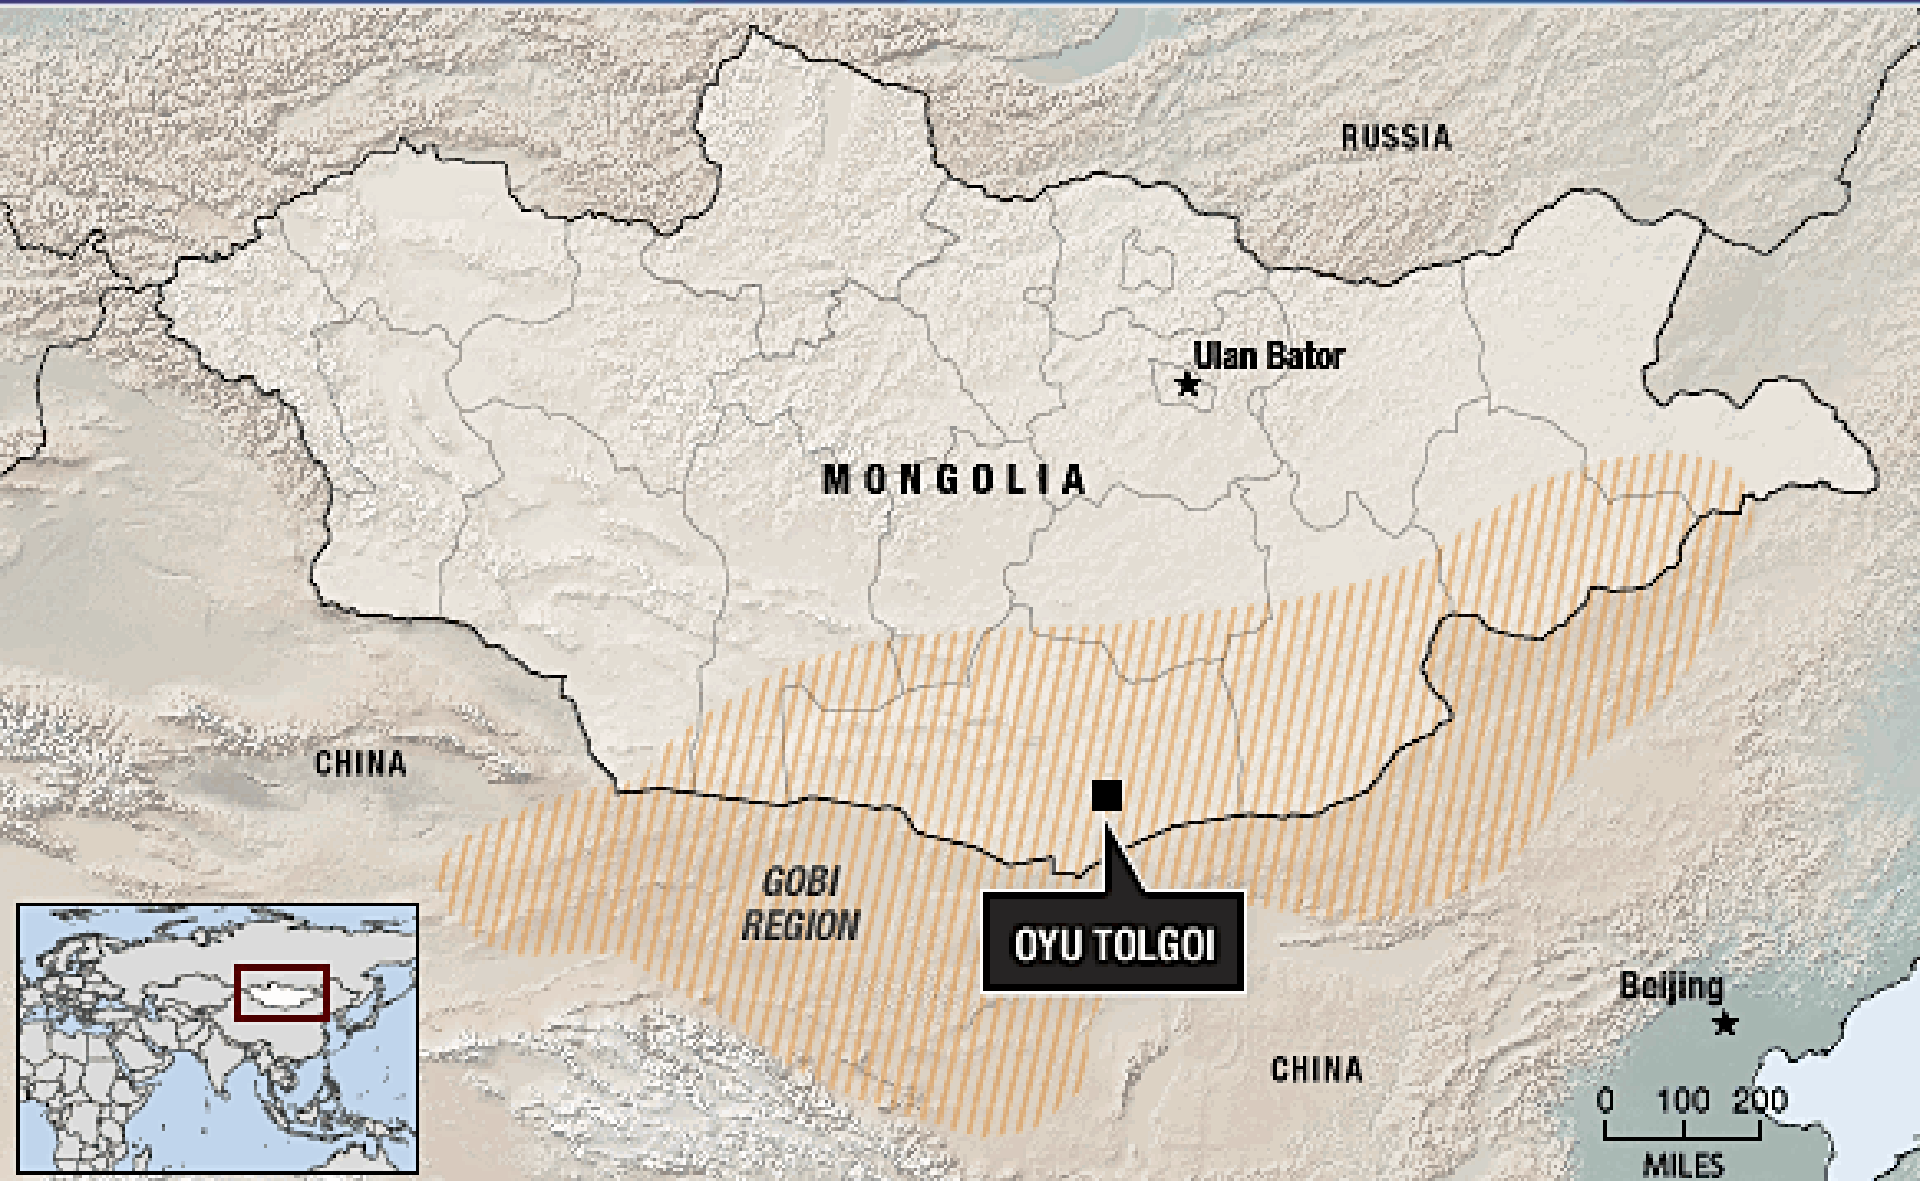 RUSSIA
Ulan Bator
MONGOLIA
CHINA
GOBI
REGION
OYU TOLGOI
Beijing
CHINA
0 100 200
MILES